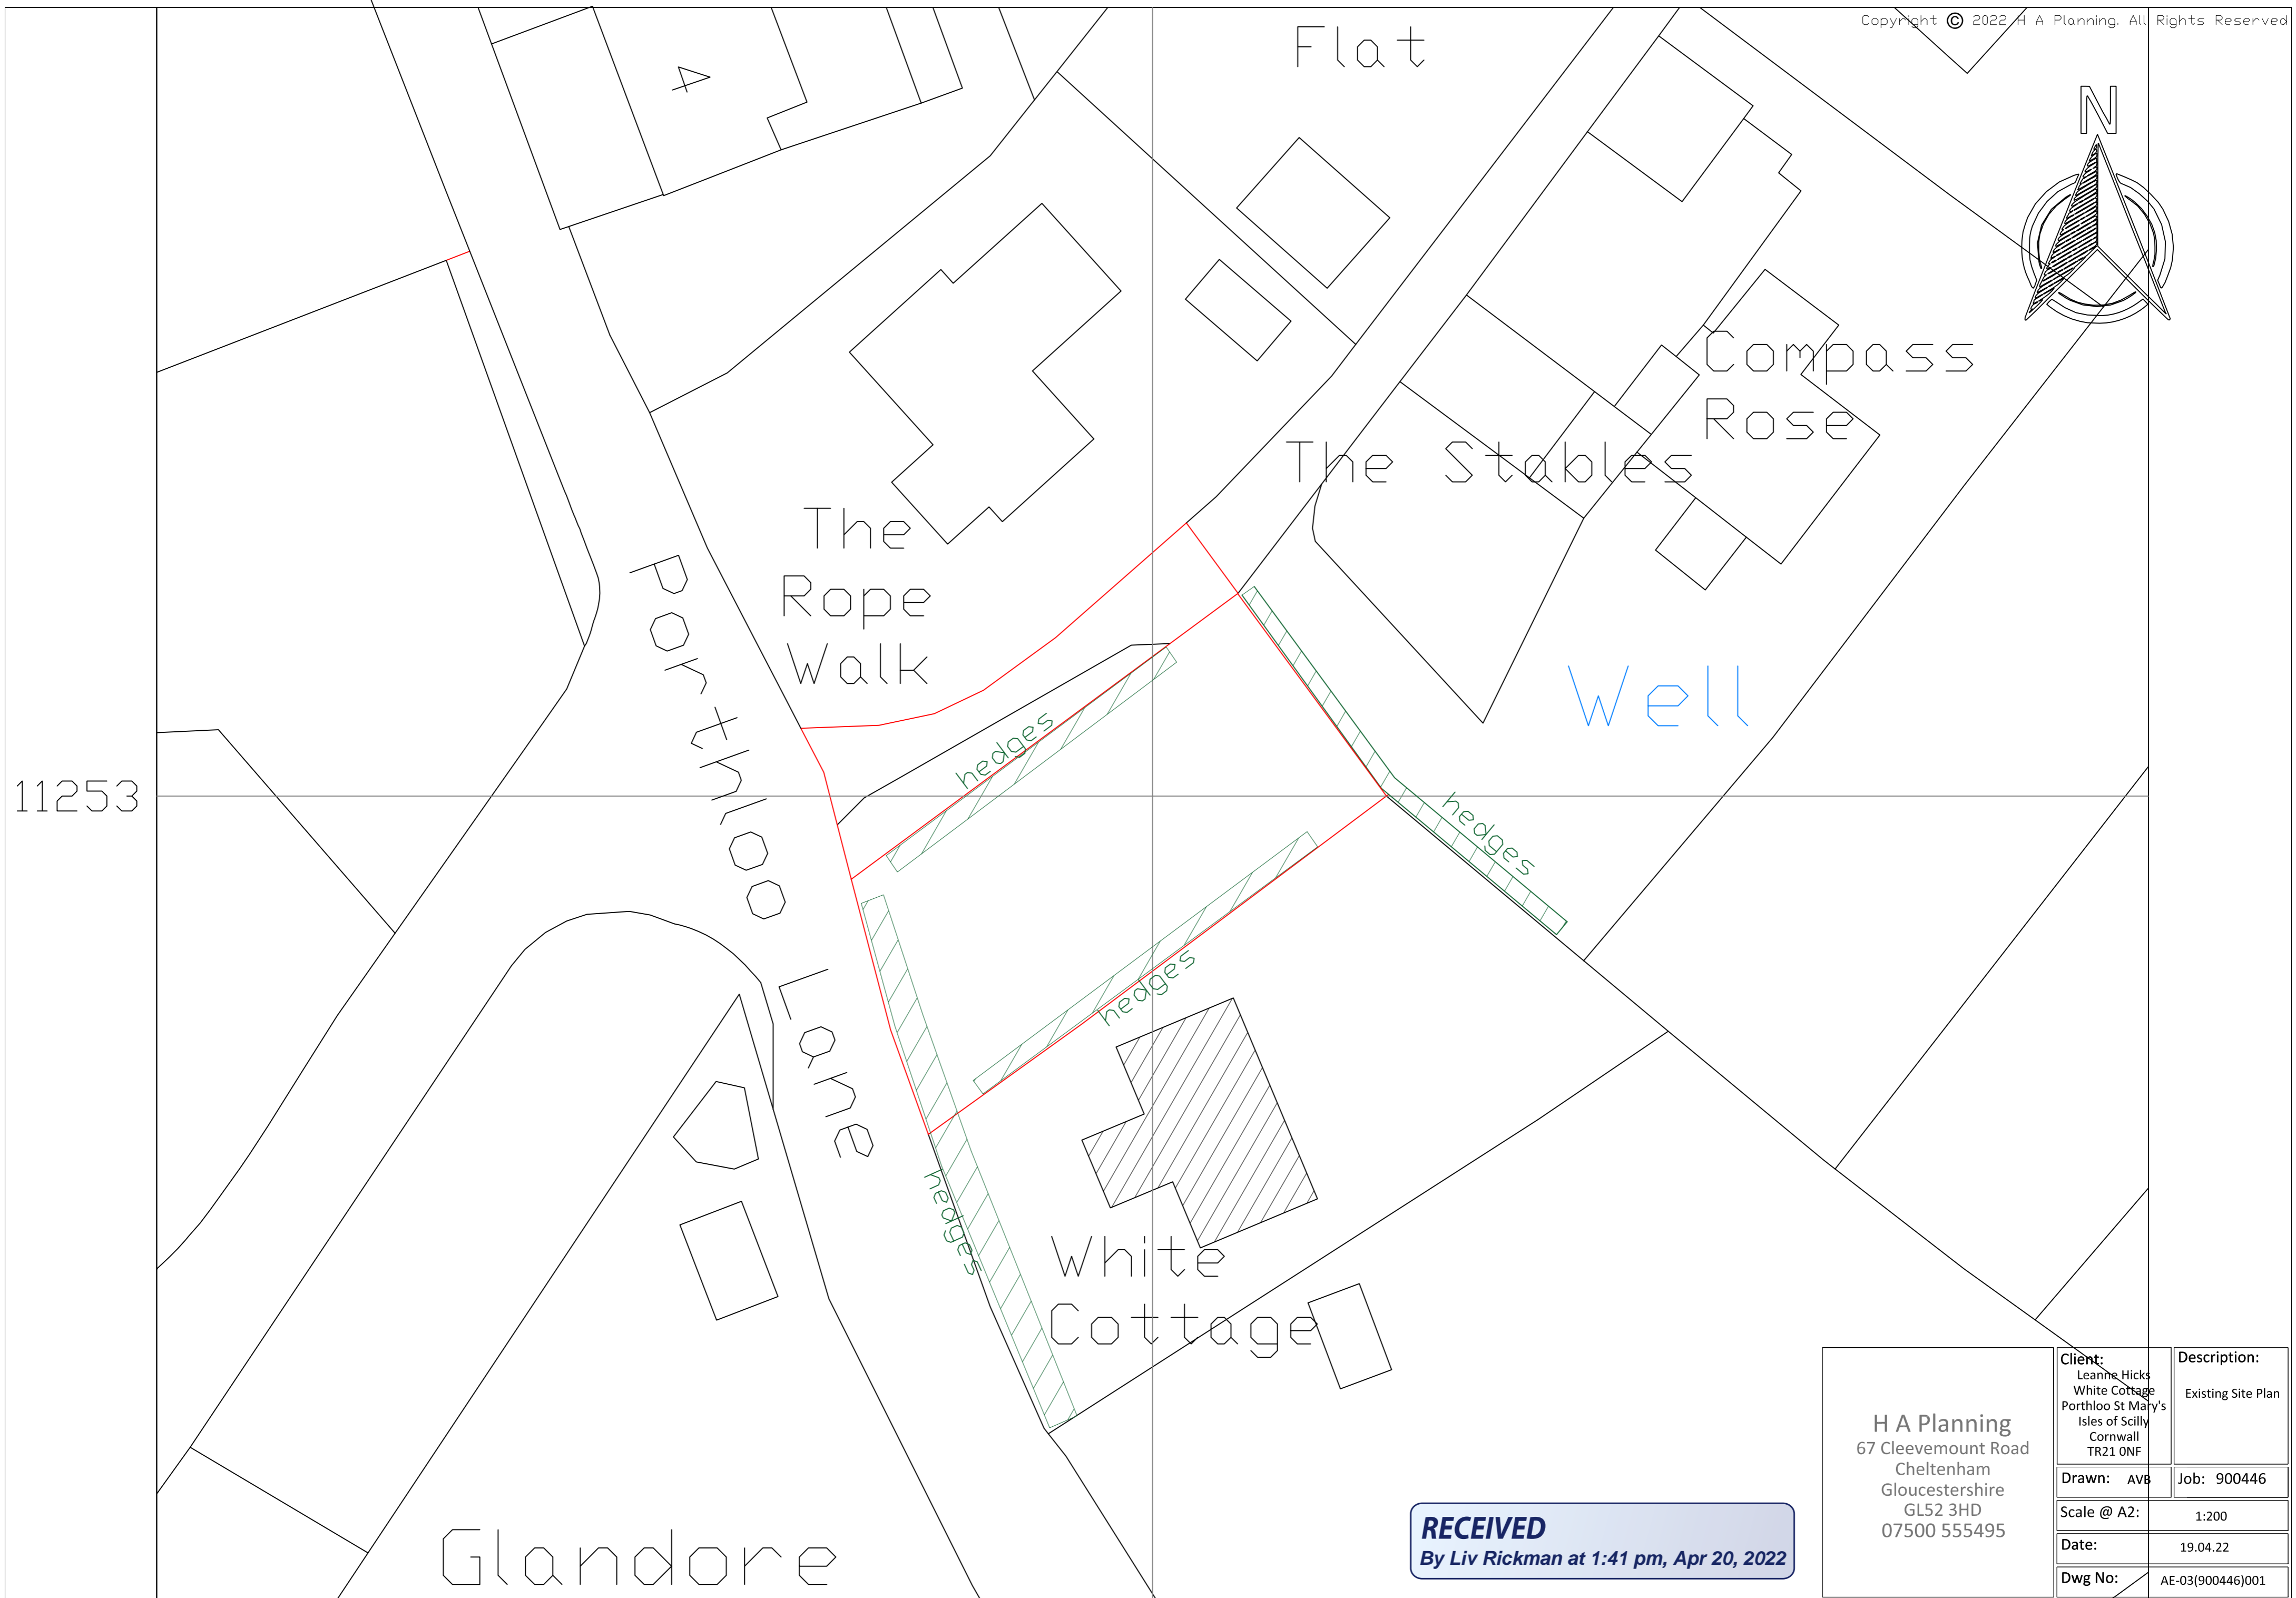 Copyright © 2022 H A Planning. All Rights Reserved
Flat
4
N
Compass
Rose
The Stables
The
Rope
Walk
Porthloo Lane
Well
hedges
11253
hedges
hedges
hedges
White
Cottage
Glandore
RECEIVED
By Liv Rickman at 1:41 pm, Apr 20, 2022
H A Planning
67 Cleevemount Road
Cheltenham
Gloucestershire
GL52 3HD
07500 555495
Client:
Leanne Hicks
White Cottage
Porthloo St Mary's
Isles of Scilly
Cornwall
TR21 0NF
Description:
Existing Site Plan
Drawn: AVB
Job: 900446
Scale @ A2: 1:200
Date: 19.04.22
Dwg No: AE-03(900446)001